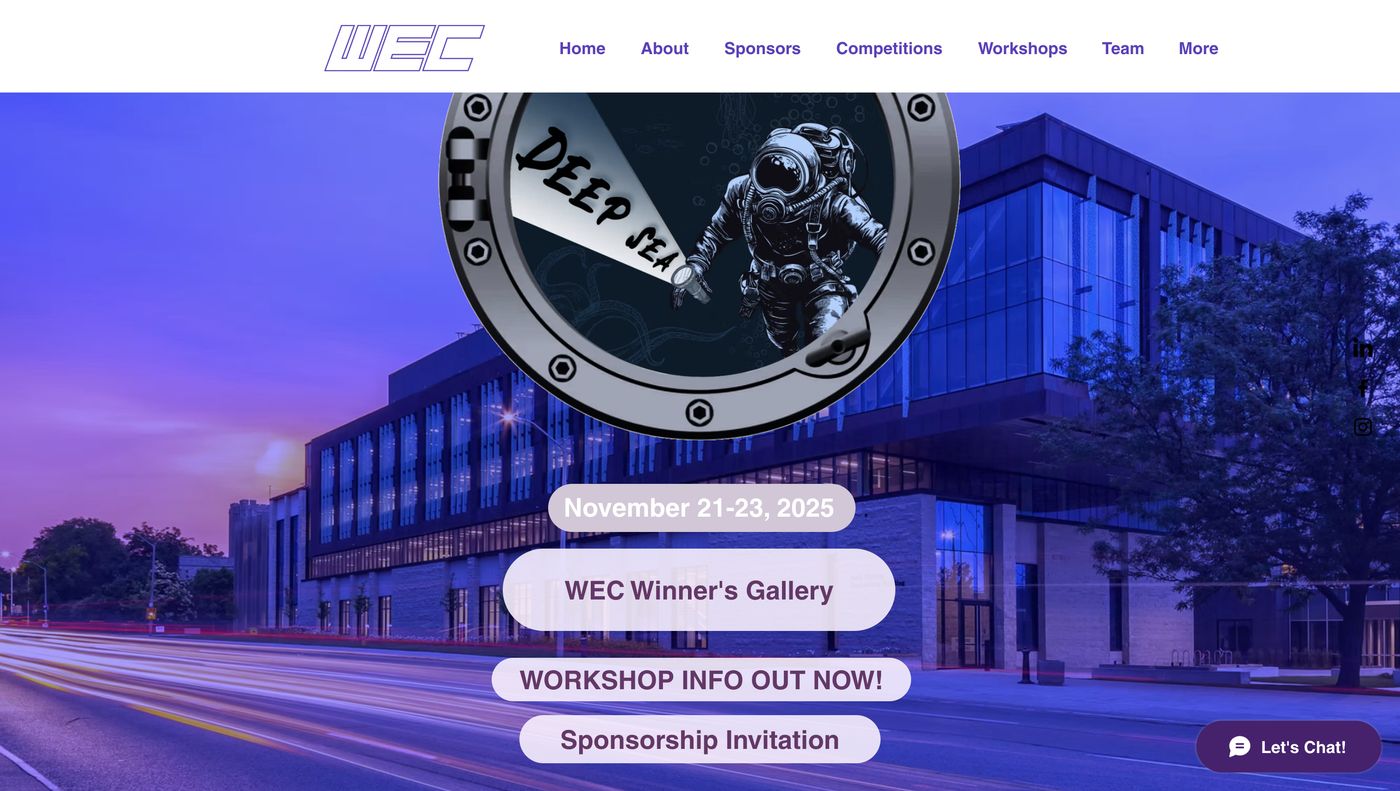 WEC
Home About Sponsors Competitions Workshops Team More
DEEP SEA
in
f
November 21-23, 2025
WEC Winner's Gallery
WORKSHOP INFO OUT NOW!
Sponsorship Invitation
Let's Chat!